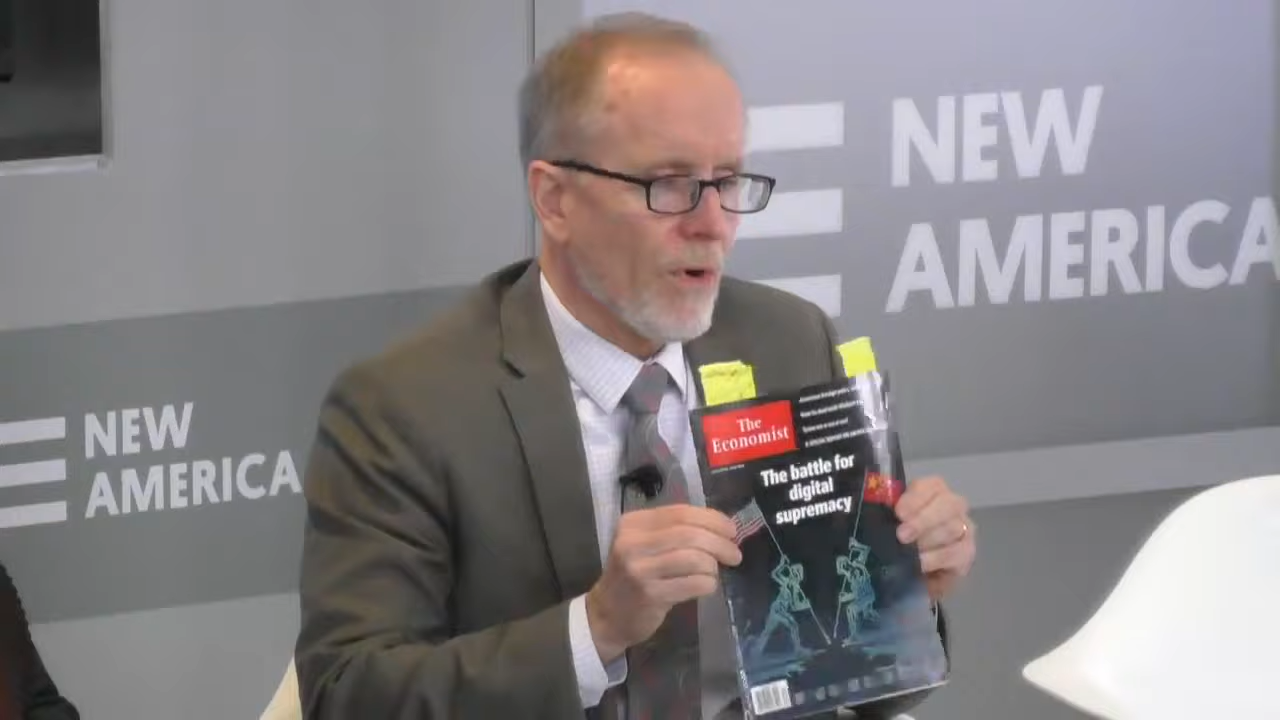 NEW
AMERICA
NEW
AMERICA
The
Economist
The battle for
digital
supremacy